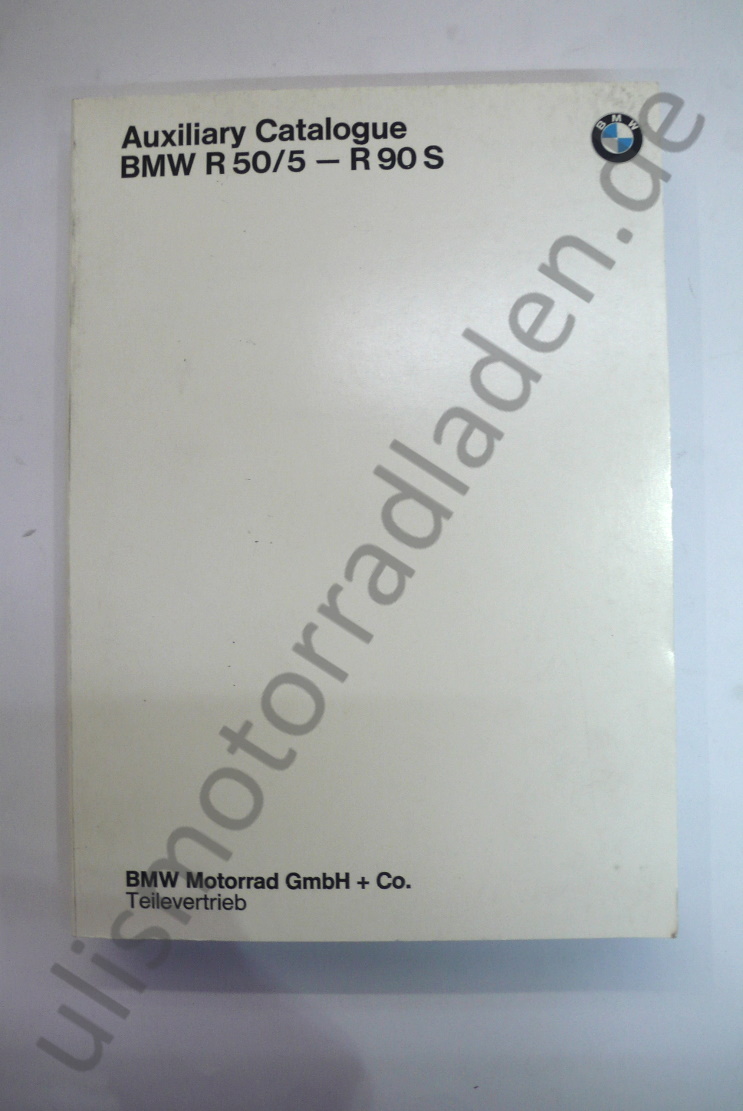 Auxiliary Catalogue
BMW R 50/5 — R 90 S
BMW
BMW Motorrad GmbH + Co.
Teilevertrieb
ulismotorradladen.de